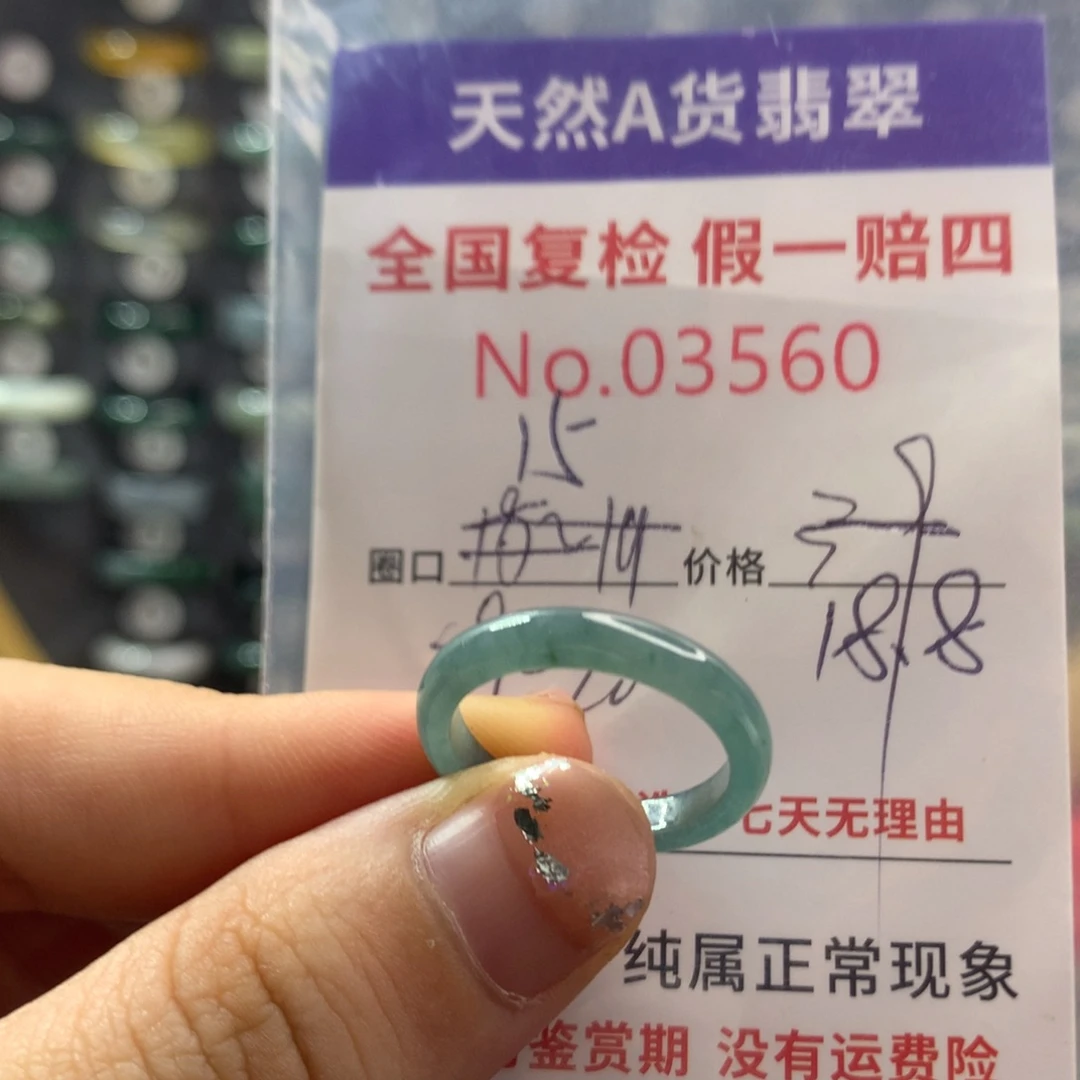 天然A货翡翠
全国复检 假一赔四
No.03560
15
圈口 价格
18.8
七天无理由
纯属正常现象
鉴赏期 没有运费险